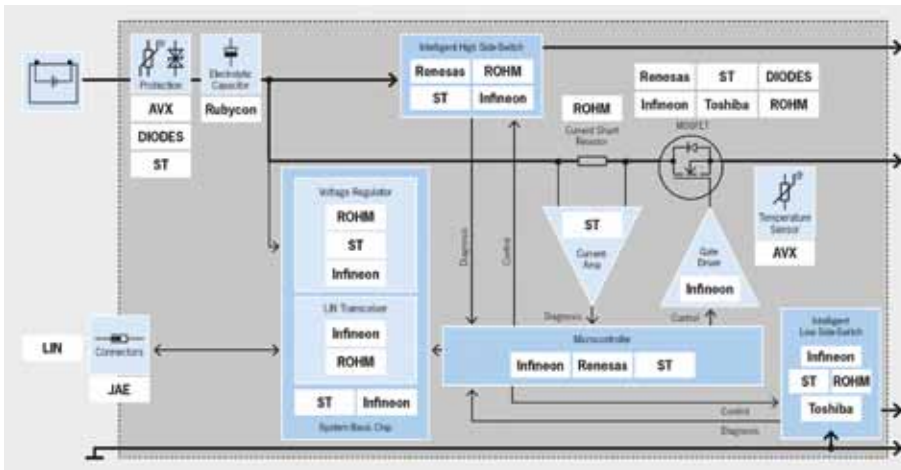 Protection
AVX
DIODES
ST
Electrolytic
Capacitor
Rubycon
Intelligent High Side-Switch
Renesas ROHM
ST Infineon
ROHM
Current Shunt
Resistor
Renesas ST DIODES
Infineon Toshiba ROHM
MOSFET
Temperature
Sensor
AVX
Voltage Regulator
ROHM
ST
Infineon
LIN Transceiver
Infineon
ROHM
ST Infineon
System Basic Chip
Diagnosis
Control
ST
Current
Amp
Gate
Driver
Infineon
Diagnosis
Control
Microcontroller
Infineon Renesas ST
LIN
Connectors
JAE
Intelligent
Low Side-Switch
Infineon
ST ROHM
Toshiba
Control
Diagnosis